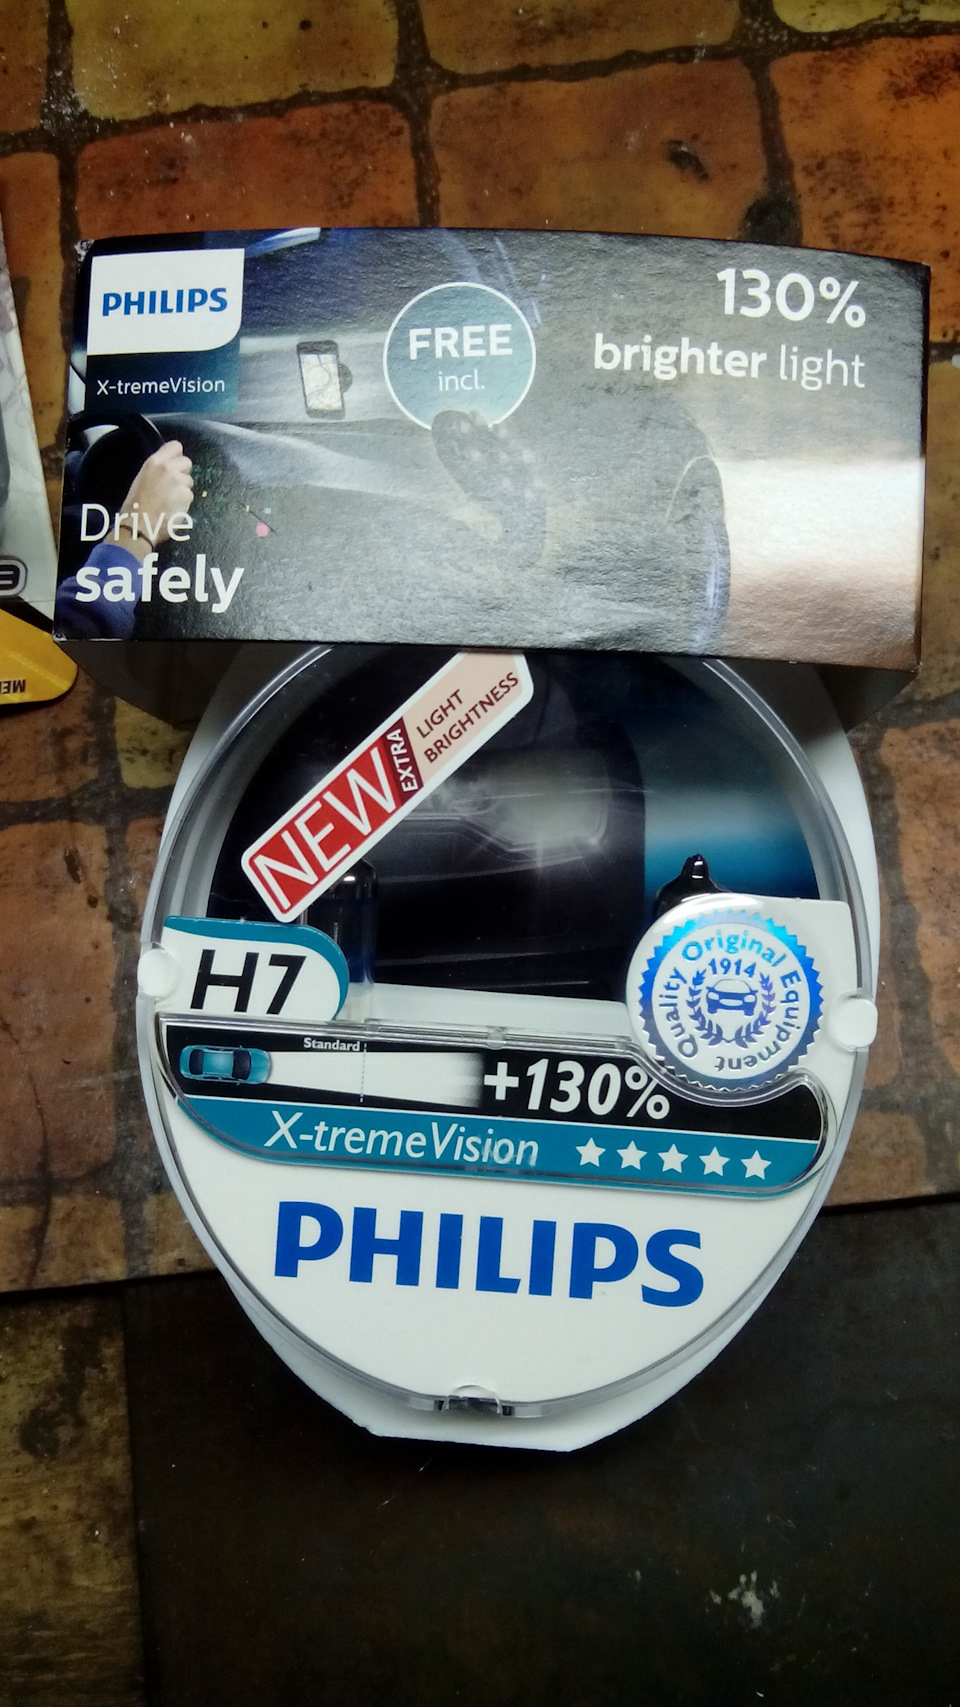 PHILIPS
X-tremeVision
FREE
incl.
130%
brighter light
Drive
safely
NEW EXTRA LIGHT
BRIGHTNESS
H7
Quality Original Equipment
1914
Standard
+130%
X-tremeVision
PHILIPS